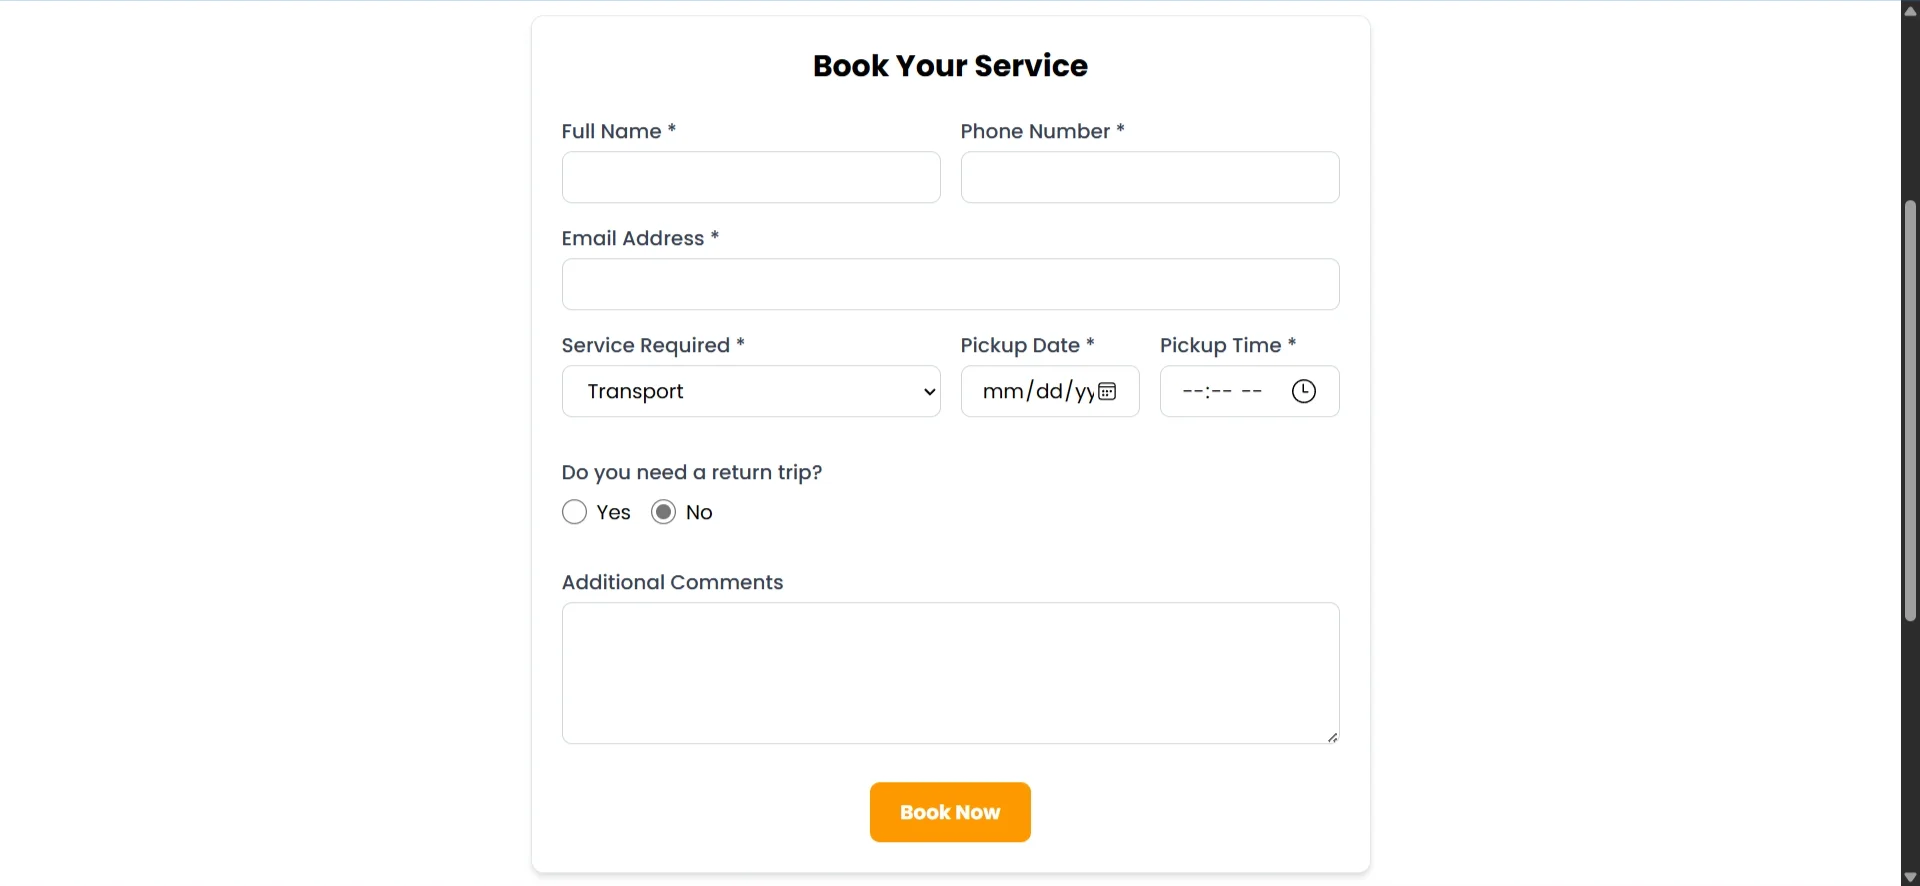 Book Your Service
Full Name *
Phone Number *
Email Address *
Service Required *
Pickup Date *
Pickup Time *
Transport
mm/dd/yy
--:-- --
Do you need a return trip?
Yes
No
Additional Comments
Book Now